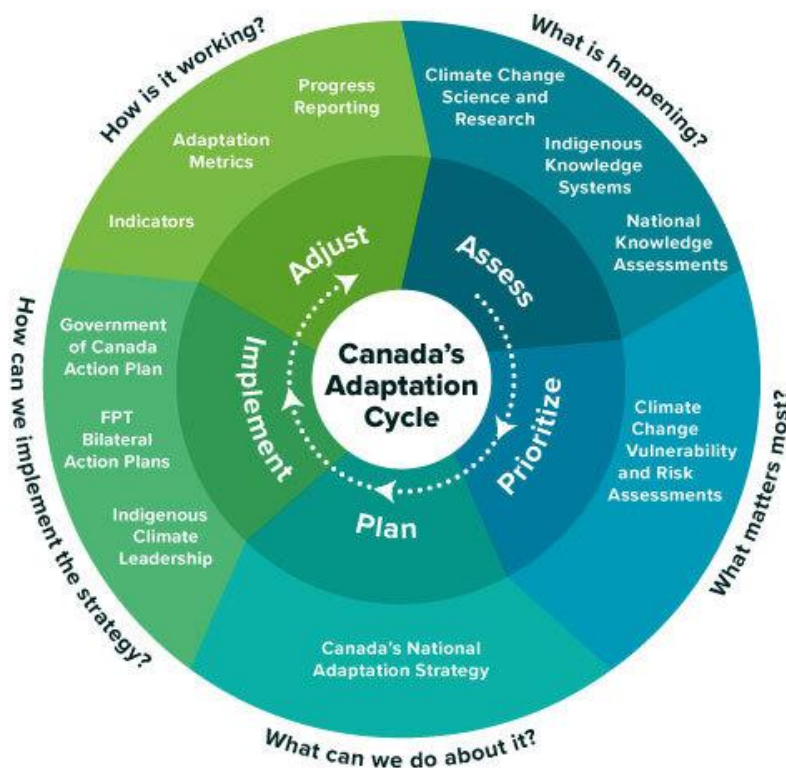 Canada's
Adaptation
Cycle
What is happening?
Assess
Climate Change
Science and
Research
Indigenous
Knowledge
Systems
National
Knowledge
Assessments
What matters most?
Prioritize
Climate
Change
Vulnerability
and Risk
Assessments
What can we do about it?
Plan
Canada's National
Adaptation Strategy
How can we implement the strategy?
Implement
Government
of Canada
Action Plan
FPT
Bilateral
Action Plans
Indigenous
Climate
Leadership
How is it working?
Adjust
Indicators
Adaptation
Metrics
Progress
Reporting